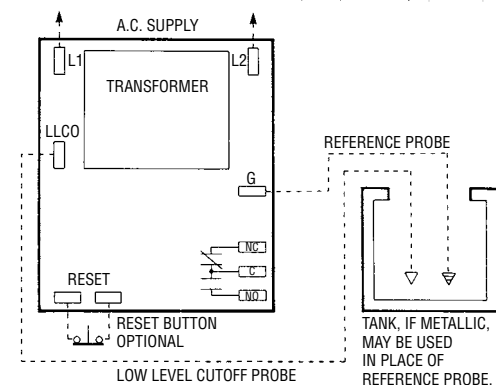 A.C. SUPPLY
L1
L2
TRANSFORMER
LLCO
REFERENCE PROBE
G
NC
C
NO
RESET
RESET BUTTON
OPTIONAL
LOW LEVEL CUTOFF PROBE
TANK, IF METALLIC,
MAY BE USED
IN PLACE OF
REFERENCE PROBE.